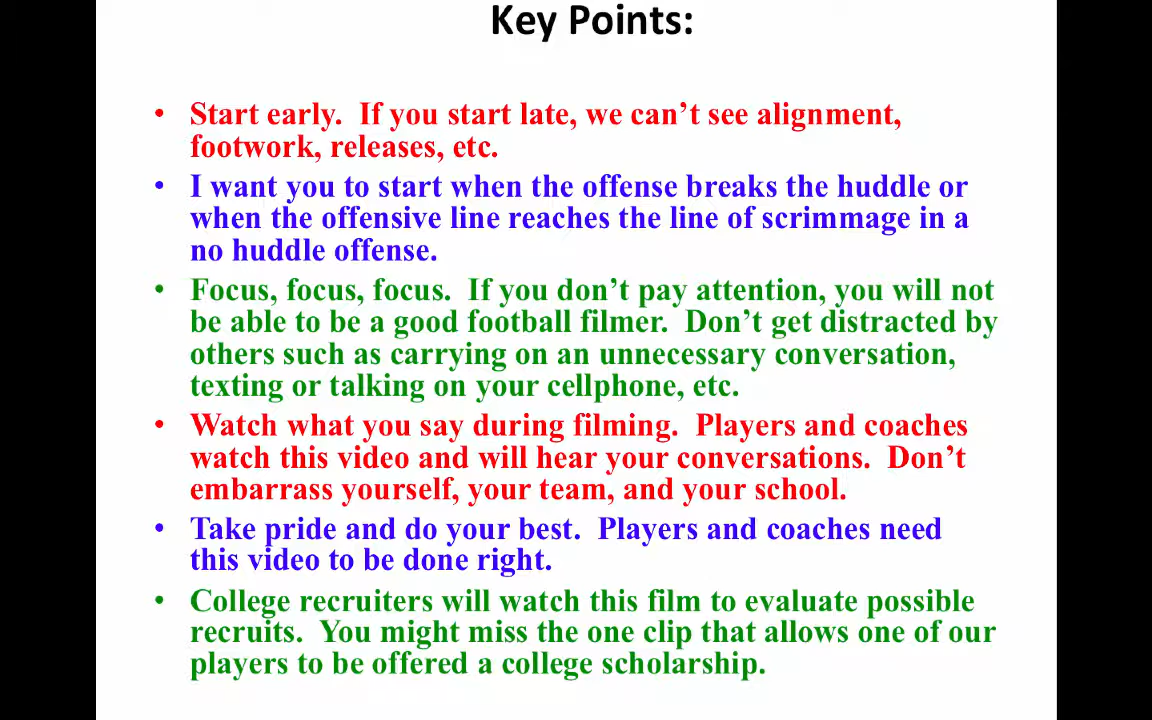 Key Points:
• Start early.  If you start late, we can’t see alignment,
footwork, releases, etc.
• I want you to start when the offense breaks the huddle or
when the offensive line reaches the line of scrimmage in a
no huddle offense.
• Focus, focus, focus.  If you don’t pay attention, you will not
be able to be a good football filmer.  Don’t get distracted by
others such as carrying on an unnecessary conversation,
texting or talking on your cellphone, etc.
• Watch what you say during filming.  Players and coaches
watch this video and will hear your conversations.  Don’t
embarrass yourself, your team, and your school.
• Take pride and do your best.  Players and coaches need
this video to be done right.
• College recruiters will watch this film to evaluate possible
recruits.  You might miss the one clip that allows one of our
players to be offered a college scholarship.